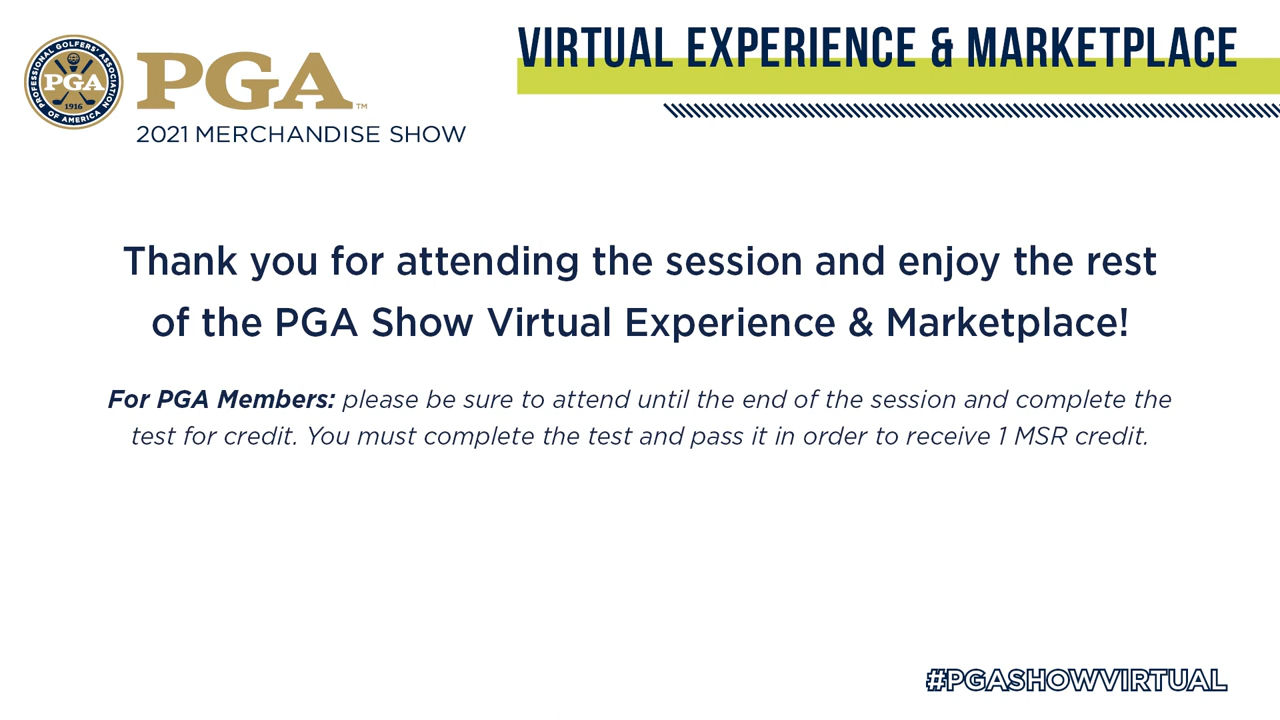 PROFESSIONAL GOLFERS' ASSOCIATION
PGA
1916
OF AMERICA
PGA™
2021 MERCHANDISE SHOW
VIRTUAL EXPERIENCE & MARKETPLACE
Thank you for attending the session and enjoy the rest
of the PGA Show Virtual Experience & Marketplace!
For PGA Members: please be sure to attend until the end of the session and complete the
test for credit. You must complete the test and pass it in order to receive 1 MSR credit.
#PGASHOWVIRTUAL